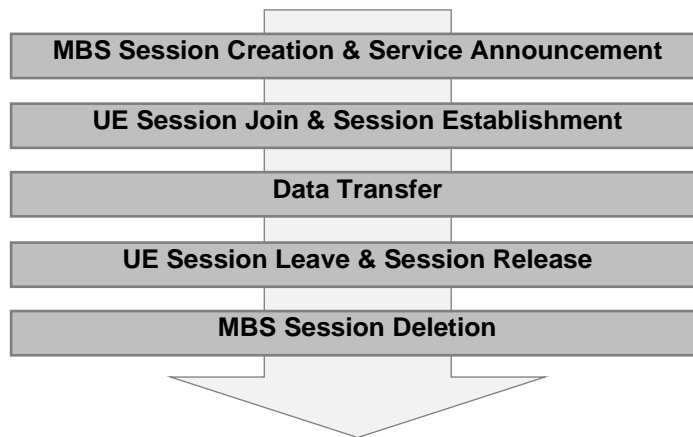 MBS Session Creation & Service Announcement
UE Session Join & Session Establishment
Data Transfer
UE Session Leave & Session Release
MBS Session Deletion